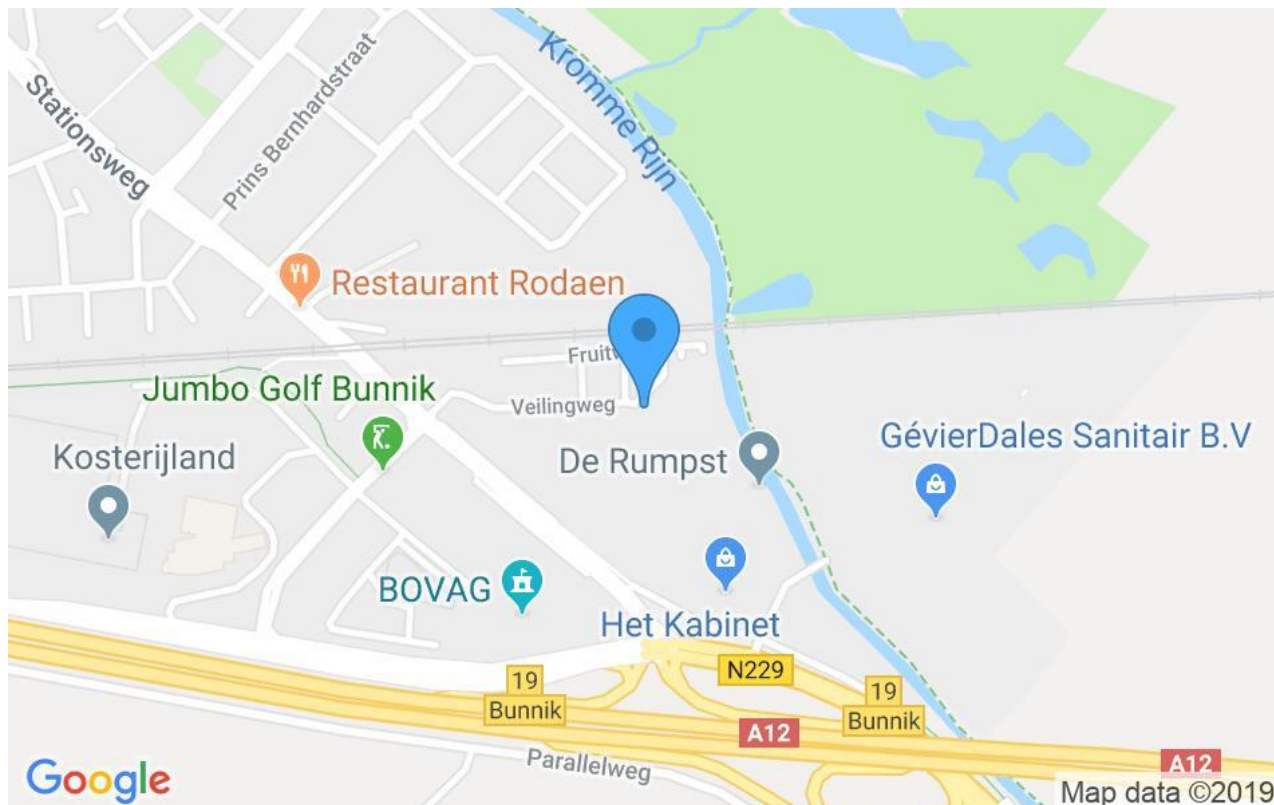 Kromme Rijn
Stationsweg
Prins Bernhardstraat
Restaurant Rodaen
Jumbo Golf Bunnik
Veilingweg
Kosterijland
De Rumpst
GévierDales Sanitair B.V
BOVAG
Het Kabinet
N229
19
Bunnik
19
Bunnik
A12
A12
Parallelweg
Google
Map data ©2019